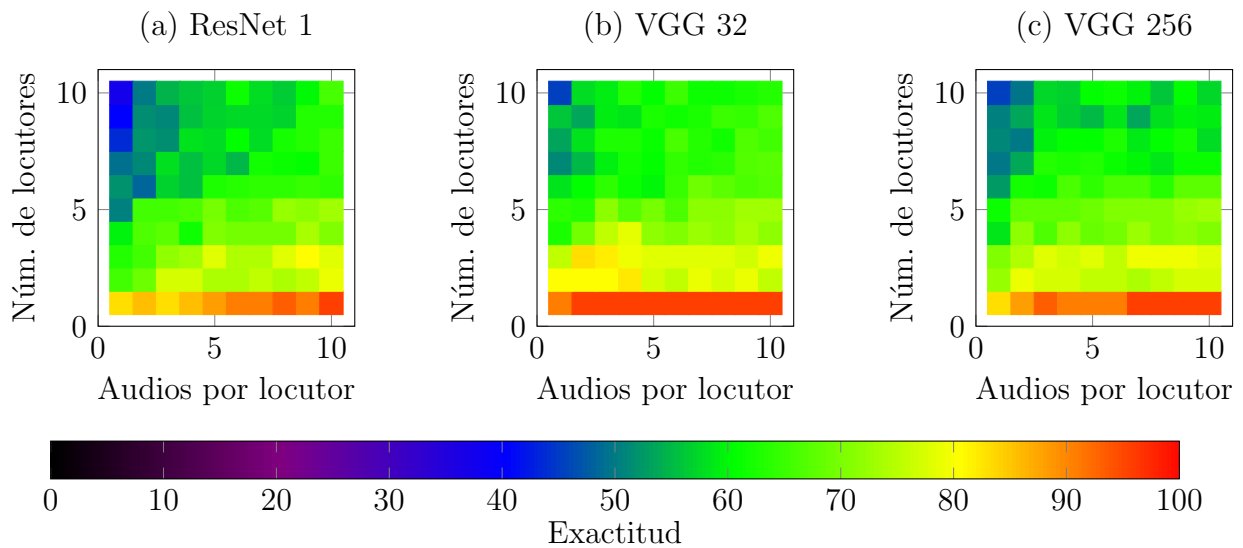 (a) ResNet 1
(b) VGG 32
(c) VGG 256
Núm. de locutores
10
5
0
0 5 10
Audios por locutor
Núm. de locutores
10
5
0
0 5 10
Audios por locutor
Núm. de locutores
10
5
0
0 5 10
Audios por locutor
0 10 20 30 40 50 60 70 80 90 100
Exactitud